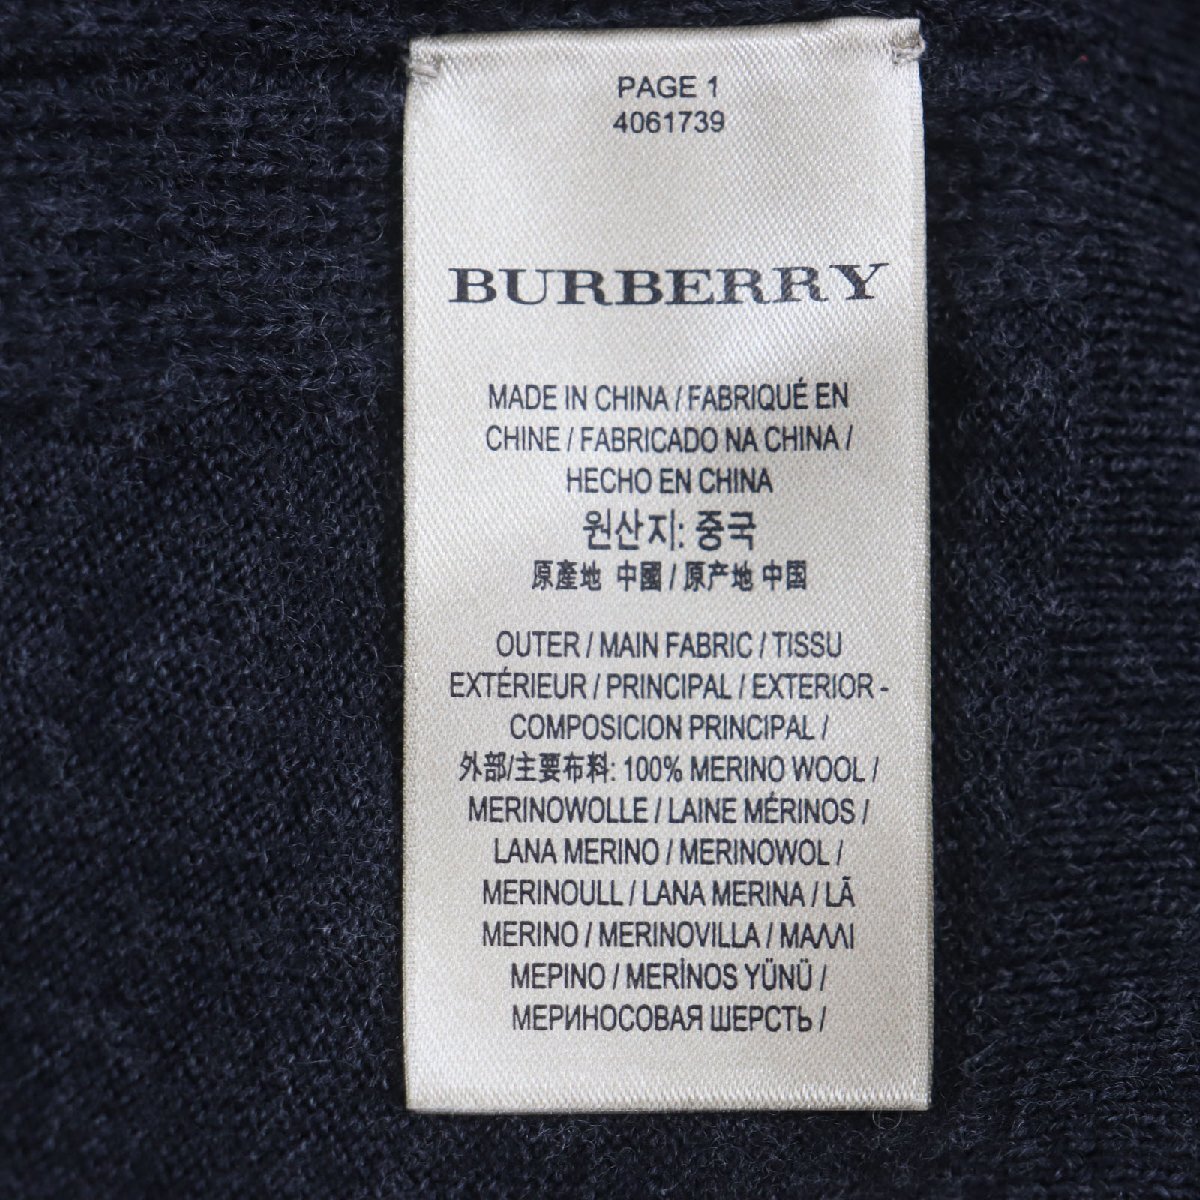 PAGE 1
4061739
BURBERRY
MADE IN CHINA / FABRIQUÉ EN
CHINE / FABRICADO NA CHINA /
HECHO EN CHINA
원산지: 중국
原產地 中國 / 原产地 中国
OUTER / MAIN FABRIC / TISSU
EXTÉRIEUR / PRINCIPAL / EXTERIOR -
COMPOSICION PRINCIPAL /
外部/主要布料: 100% MERINO WOOL /
MERINOWOLLE / LAINE MÉRINOS /
LANA MERINO / MERINOWOL /
MERINOULL / LANA MERINA / LÃ
MERINO / MERINOVILLA / ΜΑΛΛΙ
ΜΕΡΙΝΟ / MERİNOS YÜNÜ /
МЕРИНОСОВАЯ ШЕРСТЬ /